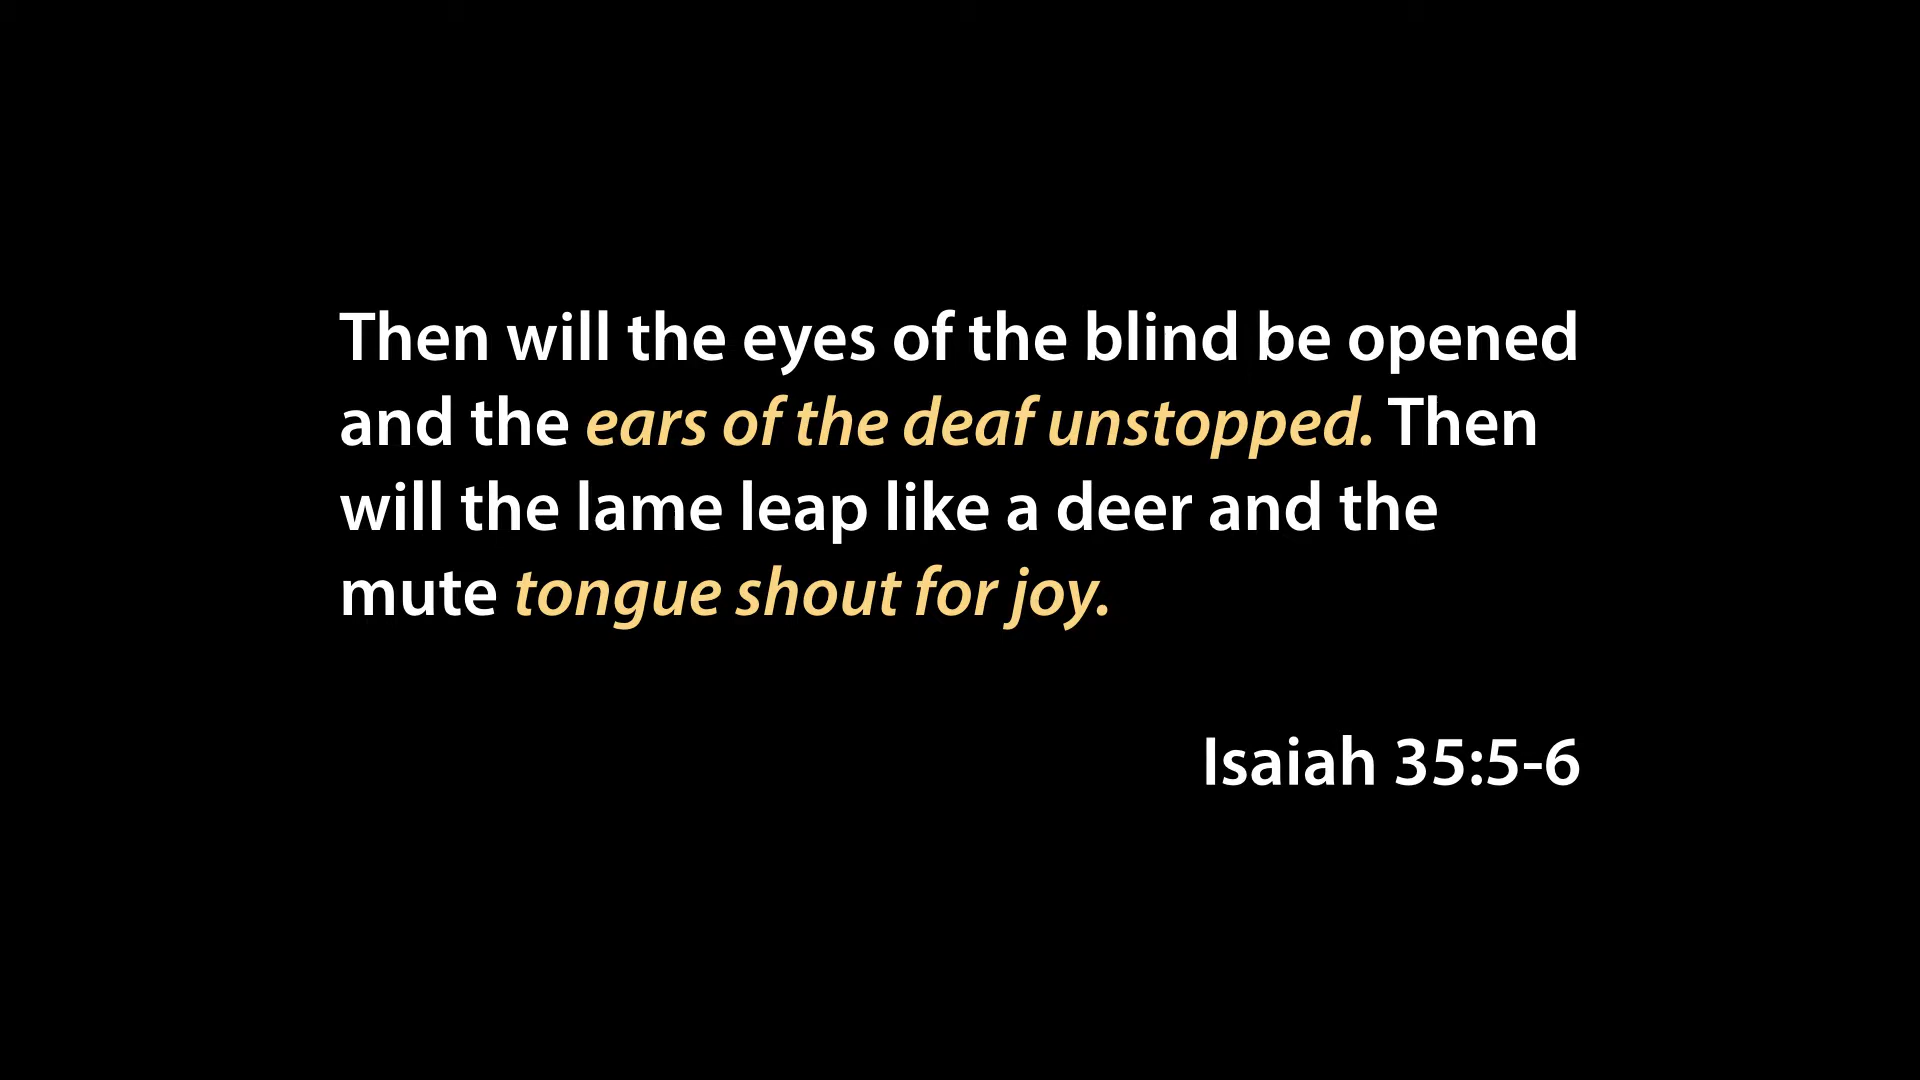 Then will the eyes of the blind be opened
and the ears of the deaf unstopped. Then
will the lame leap like a deer and the
mute tongue shout for joy.
Isaiah 35:5-6